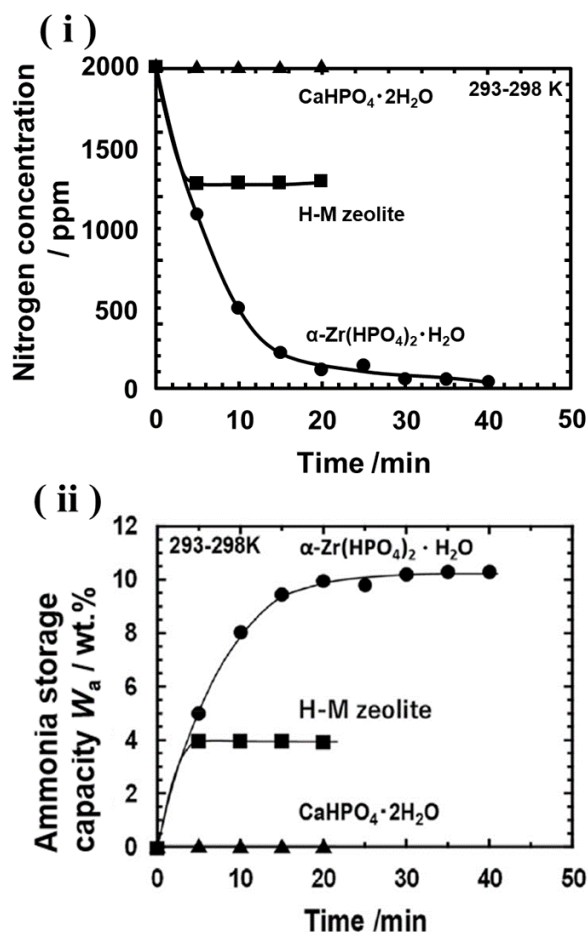 ( i )
2000
CaHPO₄·2H₂O
293-298 K
1500
H-M zeolite
1000
500
α-Zr(HPO₄)₂·H₂O
0
Nitrogen concentration
/ ppm
0 10 20 30 40 50
Time /min
( ii )
12
293-298K
α-Zr(HPO₄)₂ · H₂O
10
8
6
H-M zeolite
4
2
CaHPO₄·2H₂O
0
Ammonia storage
capacity Wₐ / wt.%
0 10 20 30 40 50
Time /min